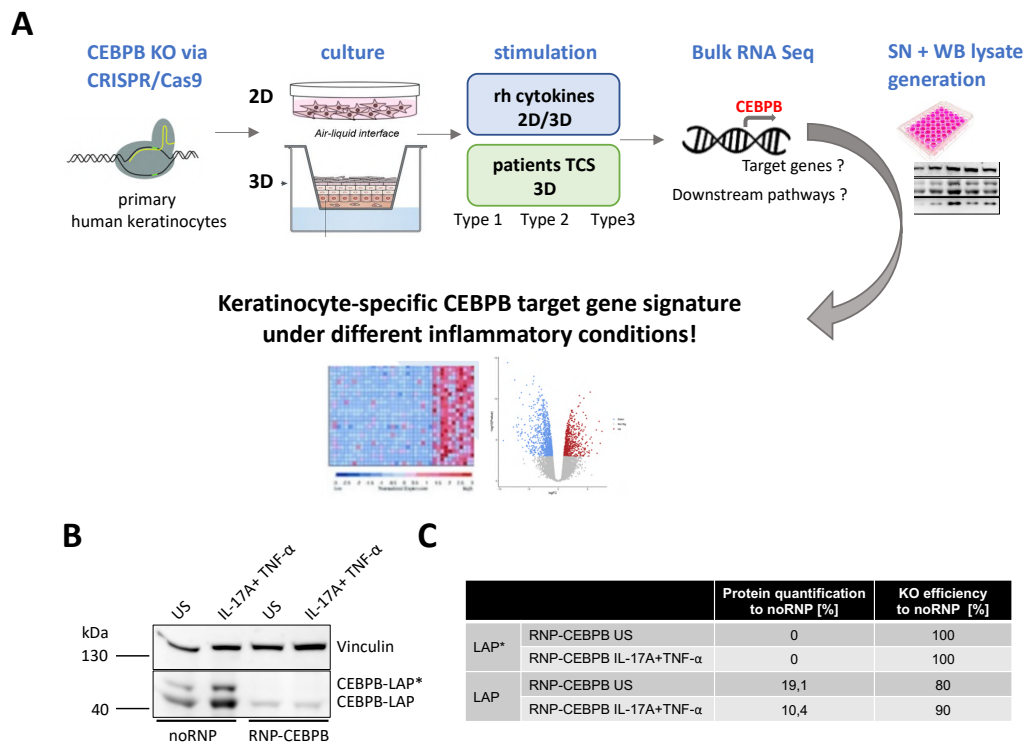 A
CEBPB KO via
CRISPR/Cas9
primary
human keratinocytes
culture
2D
Air-liquid interface
3D
stimulation
rh cytokines
2D/3D
patients TCS
3D
Type 1 Type 2 Type3
Bulk RNA Seq
CEBPB
Target genes ?
Downstream pathways ?
SN + WB lysate
generation
Keratinocyte-specific CEBPB target gene signature
under different inflammatory conditions!
B
US
IL-17A+ TNF-α
US
IL-17A+ TNF-α
kDa
130
Vinculin
CEBPB-LAP*
CEBPB-LAP
40
noRNP RNP-CEBPB
C
Protein quantification
to noRNP [%]
KO efficiency
to noRNP [%]
LAP*
RNP-CEBPB US 0 100
RNP-CEBPB IL-17A+TNF-α 0 100
LAP
RNP-CEBPB US 19,1 80
RNP-CEBPB IL-17A+TNF-α 10,4 90